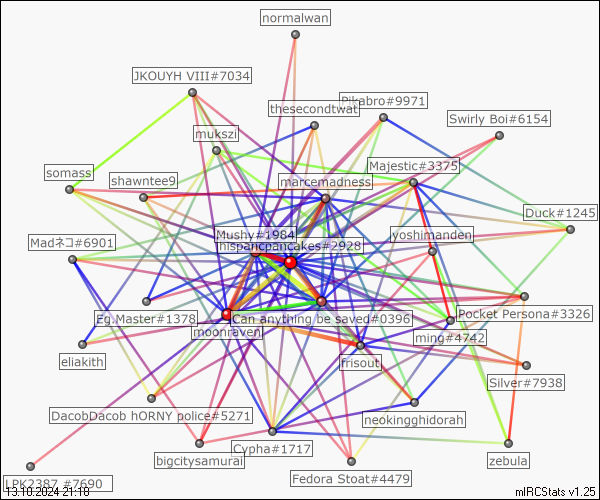 normalwan
JKOUYH VIII#7034
thesecondtwat
Pikabro#9971
Swirly Boi#6154
mukszi
somass
shawntee9
marcemadness
Majestic#3375
Duck#1245
Madネコ#6901
Mushy#1984
hispanicpancakes#2928
yoshimanden
Eg.Master#1378
moonraven
Can anything be saved#0396
Pocket Persona#3326
ming#4742
eliakith
frisout
Silver#7938
DacobDacob hORNY police#5271
neokingghidorah
Cypha#1717
bigcitysamurai
Fedora Stoat#4479
zebula
LPK2387 #7690
13.10.2024 21:18
mIRCStats v1.25